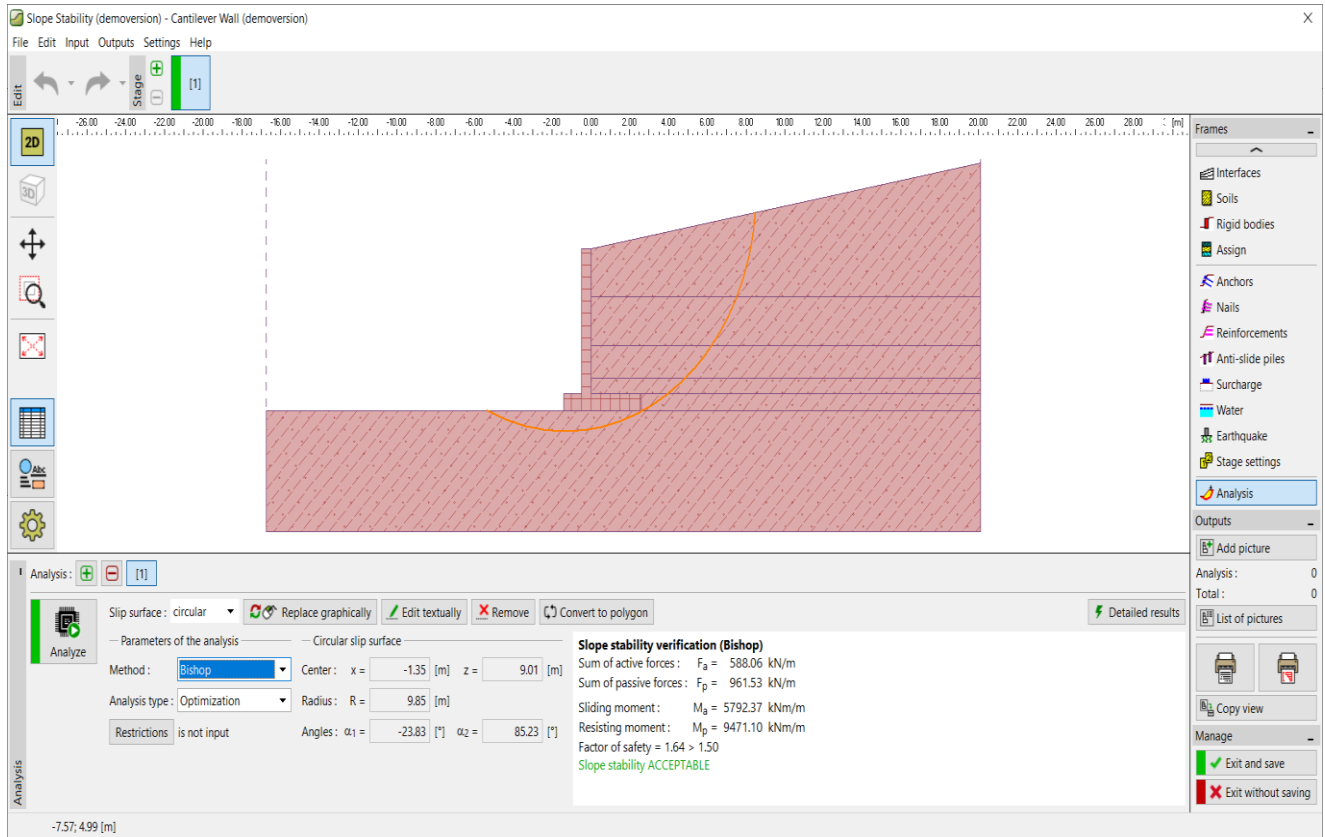 Slope Stability (demoversion) - Cantilever Wall (demoversion)
File Edit Input Outputs Settings Help
Edit
Stage
[1]
-26.00 -24.00 -22.00 -20.00 -18.00 -16.00 -14.00 -12.00 -10.00 -8.00 -6.00 -4.00 -2.00 0.00 2.00 4.00 6.00 8.00 10.00 12.00 14.00 16.00 18.00 20.00 22.00 24.00 26.00 28.00 [m]
2D
3D
Abc
Frames
Interfaces
Soils
Rigid bodies
Assign
Anchors
Nails
Reinforcements
Anti-slide piles
Surcharge
Water
Earthquake
Stage settings
Analysis
Outputs
Add picture
Analysis : 0
Total : 0
List of pictures
Copy view
Manage
Exit and save
Exit without saving
Analysis : [1]
Analyze
Slip surface : circular Replace graphically Edit textually Remove Convert to polygon Detailed results
Parameters of the analysis
Method : Bishop
Analysis type : Optimization
Restrictions is not input
Circular slip surface
Center : x = -1.35 [m] z = 9.01 [m]
Radius : R = 9.85 [m]
Angles : α1 = -23.83 [°] α2 = 85.23 [°]
Slope stability verification (Bishop)
Sum of active forces : Fa = 588.06 kN/m
Sum of passive forces : Fp = 961.53 kN/m
Sliding moment : Ma = 5792.37 kNm/m
Resisting moment : Mp = 9471.10 kNm/m
Factor of safety = 1.64 > 1.50
Slope stability ACCEPTABLE
Analysis
-7.57; 4.99 [m]